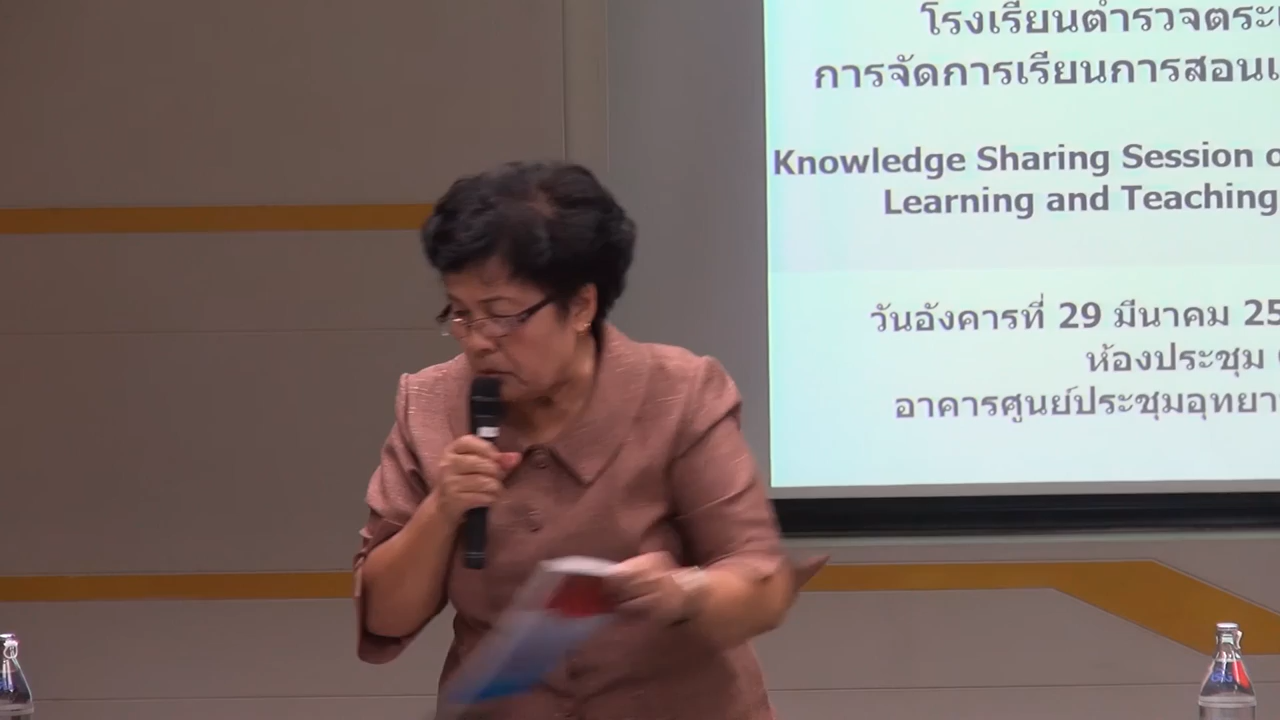 โรงเรียนตำรวจตระเ
การจัดการเรียนการสอนเ
Knowledge Sharing Session o
Learning and Teaching
วันอังคารที่ 29 มีนาคม 25
ห้องประชุม
อาคารศูนย์ประชุมอุทยา